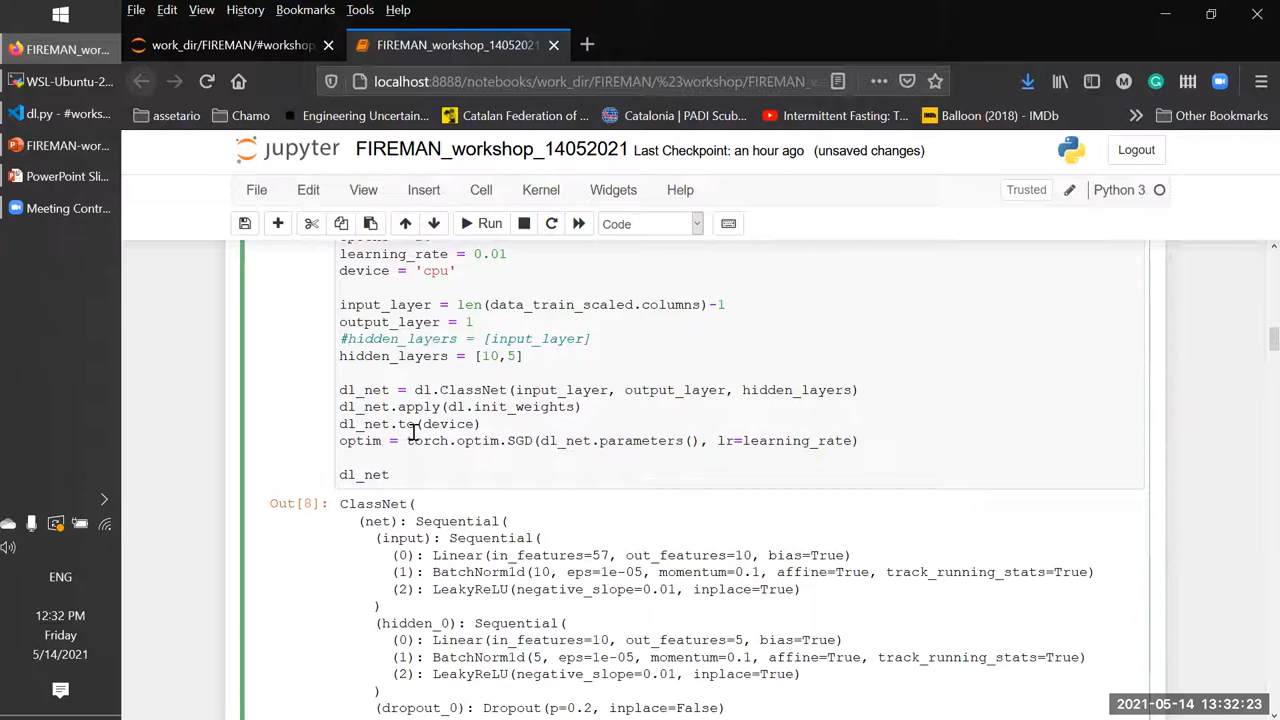 File Edit View History Bookmarks Tools Help
FIREMAN_wor...
work_dir/FIREMAN/#workshop
FIREMAN_workshop_14052021
WSL-Ubuntu-2...
localhost:8888/notebooks/work_dir/FIREMAN/%23workshop/FIREMAN_
dl.py - #works...
assetario
Chamo
Engineering Uncertain...
Catalan Federation of ...
Catalonia | PADI Scub...
Intermittent Fasting: T...
Balloon (2018) - IMDb
Other Bookmarks
FIREMAN-wo...
jupyter FIREMAN_workshop_14052021 Last Checkpoint: an hour ago (unsaved changes)
Logout
PowerPoint Sli...
File Edit View Insert Cell Kernel Widgets Help
Trusted
Python 3
Meeting Contr...
Run
Code
learning_rate = 0.01
device = 'cpu'
input_layer = len(data_train_scaled.columns)-1
output_layer = 1
#hidden_layers = [input_layer]
hidden_layers = [10,5]
dl_net = dl.ClassNet(input_layer, output_layer, hidden_layers)
dl_net.apply(dl.init_weights)
dl_net.to(device)
optim = torch.optim.SGD(dl_net.parameters(), lr=learning_rate)
dl_net
Out[8]: ClassNet(
(net): Sequential(
(input): Sequential(
(0): Linear(in_features=57, out_features=10, bias=True)
(1): BatchNorm1d(10, eps=1e-05, momentum=0.1, affine=True, track_running_stats=True)
(2): LeakyReLU(negative_slope=0.01, inplace=True)
)
(hidden_0): Sequential(
(0): Linear(in_features=10, out_features=5, bias=True)
(1): BatchNorm1d(5, eps=1e-05, momentum=0.1, affine=True, track_running_stats=True)
(2): LeakyReLU(negative_slope=0.01, inplace=True)
)
(dropout_0): Dropout(p=0.2, inplace=False)
ENG
12:32 PM
Friday
5/14/2021
2021-05-14 13:32:23